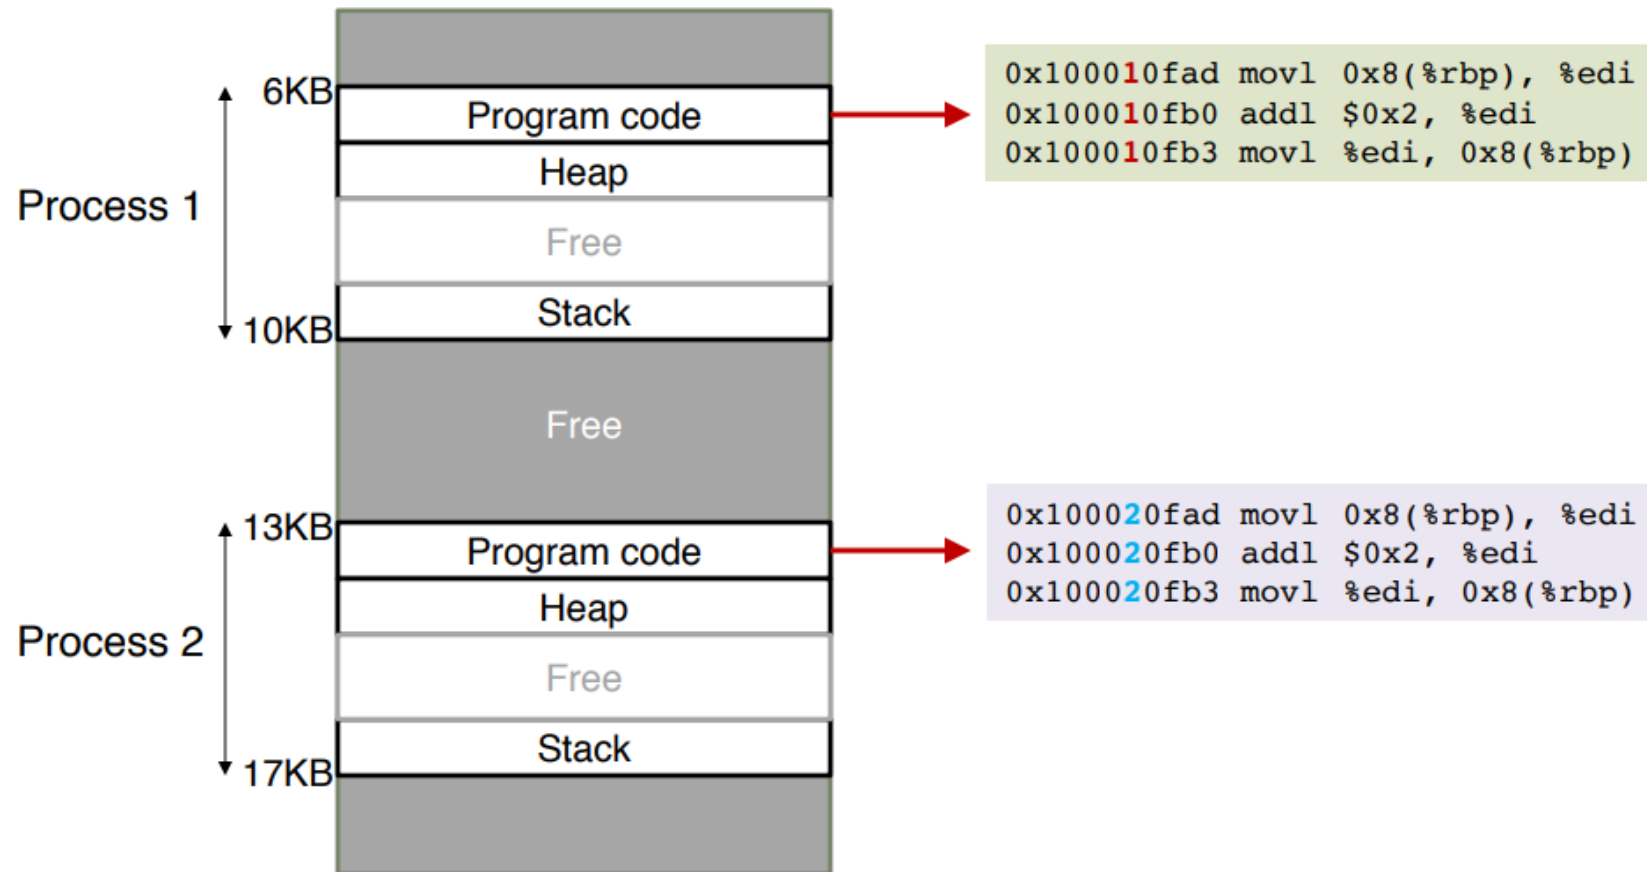 6KB
Program code
Heap
Process 1
Free
Stack
10KB
0x100010fad movl 0x8(%rbp), %edi
0x100010fb0 addl $0x2, %edi
0x100010fb3 movl %edi, 0x8(%rbp)
Free
13KB
Program code
Heap
Process 2
Free
Stack
17KB
0x100020fad movl 0x8(%rbp), %edi
0x100020fb0 addl $0x2, %edi
0x100020fb3 movl %edi, 0x8(%rbp)